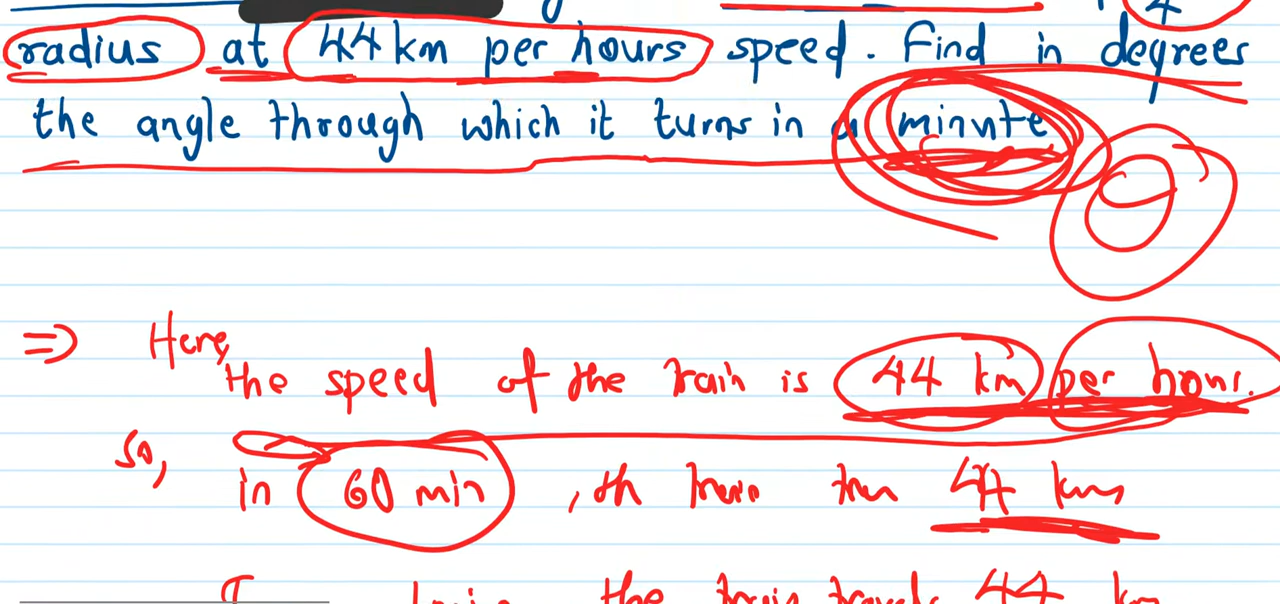 radius at 44 km per hours speed. Find in degrees
the angle through which it turns in a minute
⇒ Here,
the speed of the train is 44 km per hour.
So,
in 60 min , th 44 km
the train travels 44 km